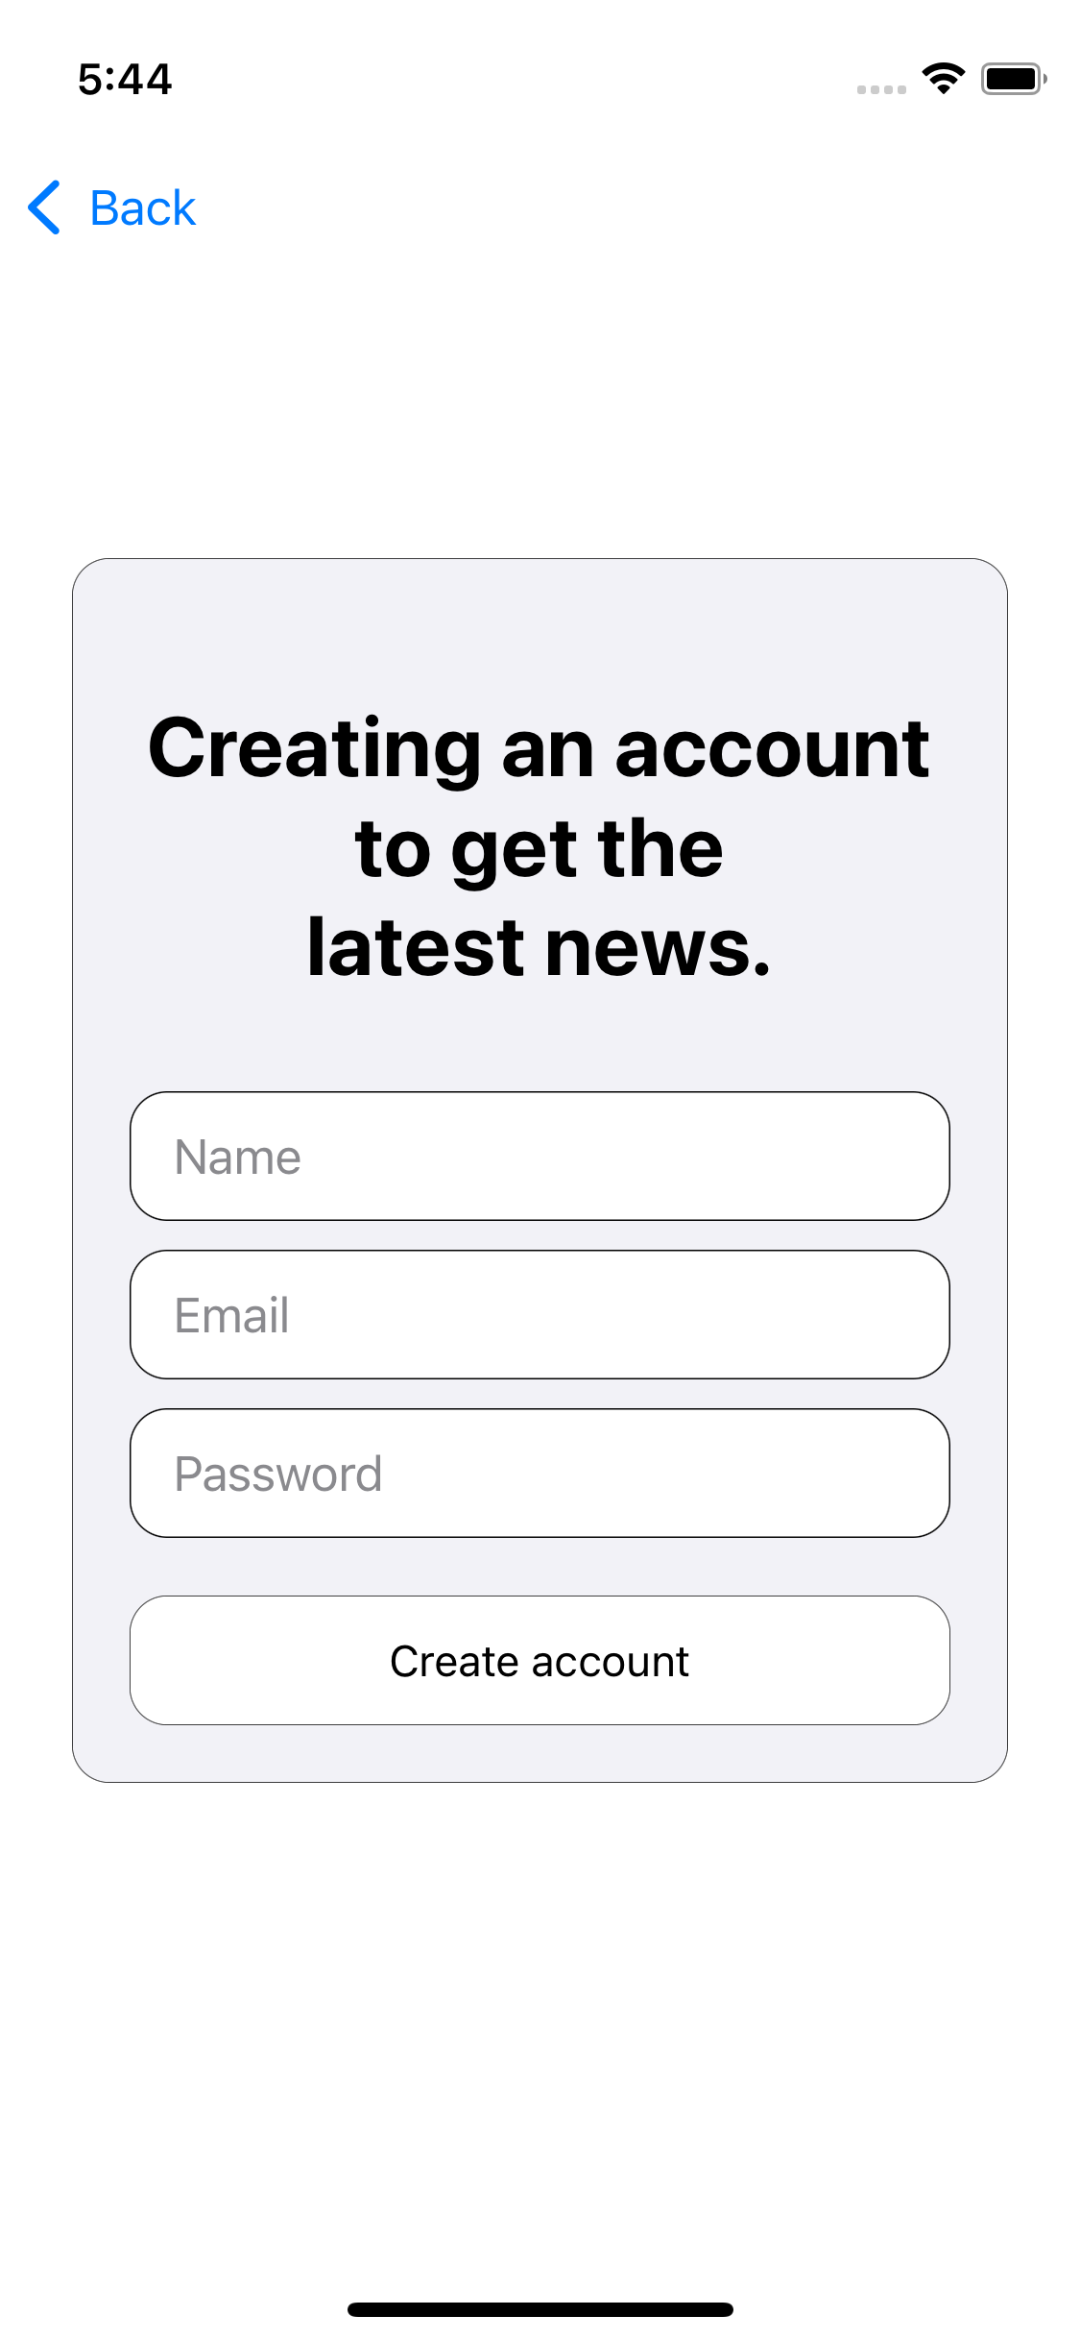 5:44
Back
Creating an account
to get the
latest news.
Name
Email
Password
Create account